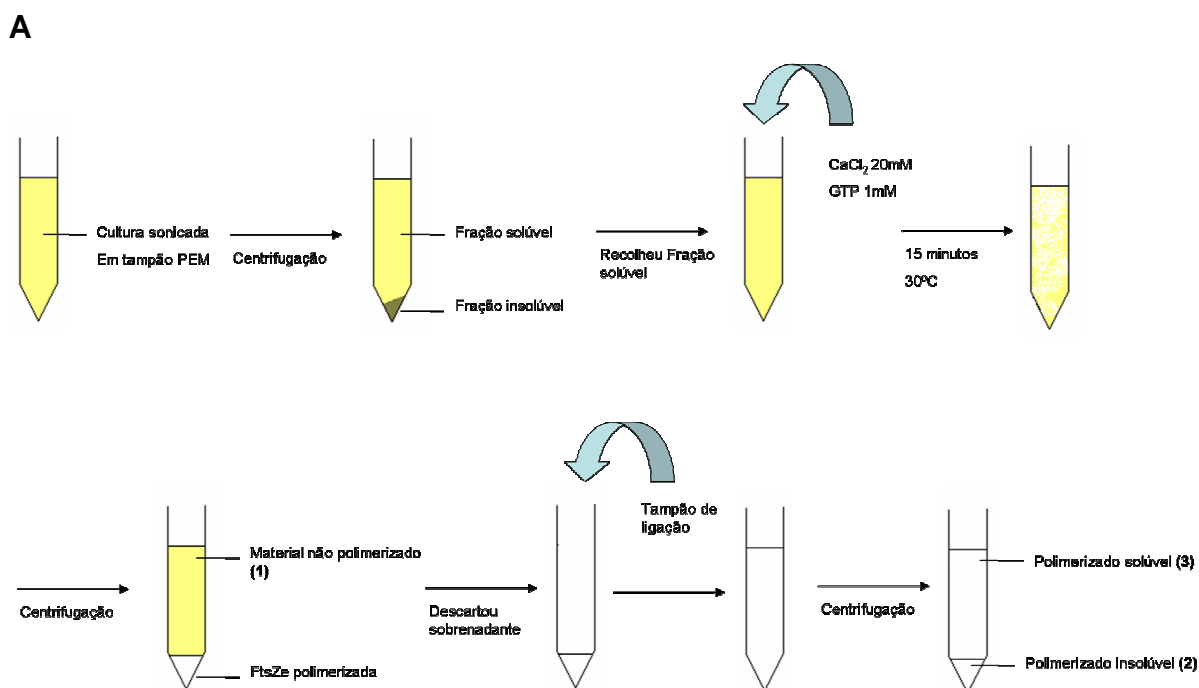 A
CaCl₂ 20mM
GTP 1mM
Cultura sonicada
Em tampão PEM
Centrifugação
Fração solúvel
Fração insolúvel
Recolheu Fração
solúvel
15 minutos
30ºC
Centrifugação
Material não polimerizado
(1)
FtsZe polimerizada
Descartou
sobrenadante
Tampão de
ligação
Centrifugação
Polimerizado solúvel (3)
Polimerizado insolúvel (2)